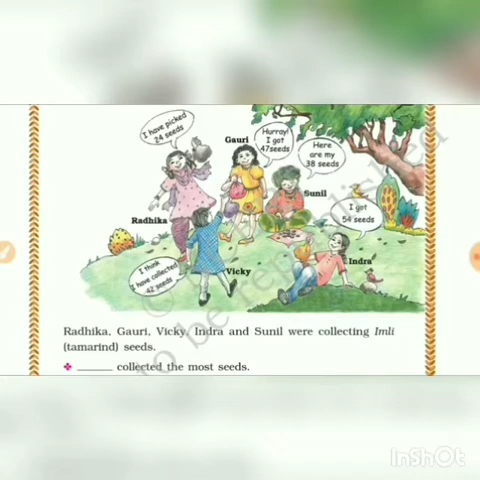 I have picked
24 seeds
Gauri
Hurray!
I got
47seeds
Here
are my
38 seeds
Sunil
I got
54 seeds
Radhika
Indra
I think
I have collected
42 seeds
Vicky
Radhika, Gauri, Vicky, Indra and Sunil were collecting Imli
(tamarind) seeds.
______ collected the most seeds.
InShOt